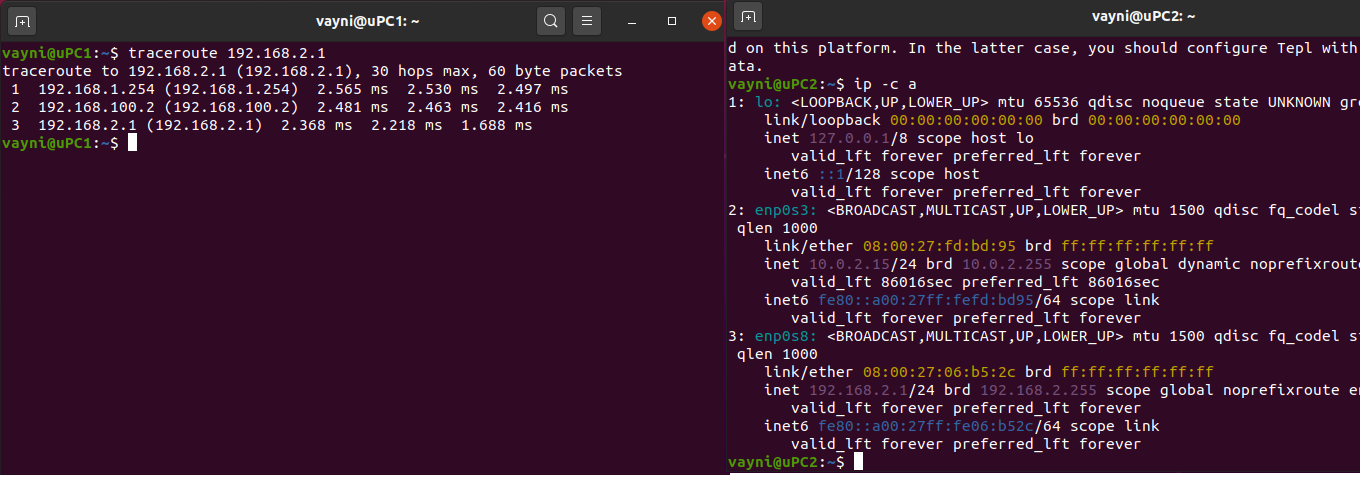 vayni@uPC1: ~
vayni@uPC1:~$ traceroute 192.168.2.1
traceroute to 192.168.2.1 (192.168.2.1), 30 hops max, 60 byte packets
 1  192.168.1.254 (192.168.1.254)  2.565 ms  2.530 ms  2.497 ms
 2  192.168.100.2 (192.168.100.2)  2.481 ms  2.463 ms  2.416 ms
 3  192.168.2.1 (192.168.2.1)  2.368 ms  2.218 ms  1.688 ms
vayni@uPC1:~$
vayni@uPC2: ~
d on this platform. In the latter case, you should configure Tepl with
ata.
vayni@uPC2:~$ ip -c a
1: lo: <LOOPBACK,UP,LOWER_UP> mtu 65536 qdisc noqueue state UNKNOWN gr
    link/loopback 00:00:00:00:00:00 brd 00:00:00:00:00:00
    inet 127.0.0.1/8 scope host lo
       valid_lft forever preferred_lft forever
    inet6 ::1/128 scope host
       valid_lft forever preferred_lft forever
2: enp0s3: <BROADCAST,MULTICAST,UP,LOWER_UP> mtu 1500 qdisc fq_codel s
 qlen 1000
    link/ether 08:00:27:fd:bd:95 brd ff:ff:ff:ff:ff:ff
    inet 10.0.2.15/24 brd 10.0.2.255 scope global dynamic noprefixrout
       valid_lft 86016sec preferred_lft 86016sec
    inet6 fe80::a00:27ff:fefd:bd95/64 scope link
       valid_lft forever preferred_lft forever
3: enp0s8: <BROADCAST,MULTICAST,UP,LOWER_UP> mtu 1500 qdisc fq_codel s
 qlen 1000
    link/ether 08:00:27:06:b5:2c brd ff:ff:ff:ff:ff:ff
    inet 192.168.2.1/24 brd 192.168.2.255 scope global noprefixroute e
       valid_lft forever preferred_lft forever
    inet6 fe80::a00:27ff:fe06:b52c/64 scope link
       valid_lft forever preferred_lft forever
vayni@uPC2:~$